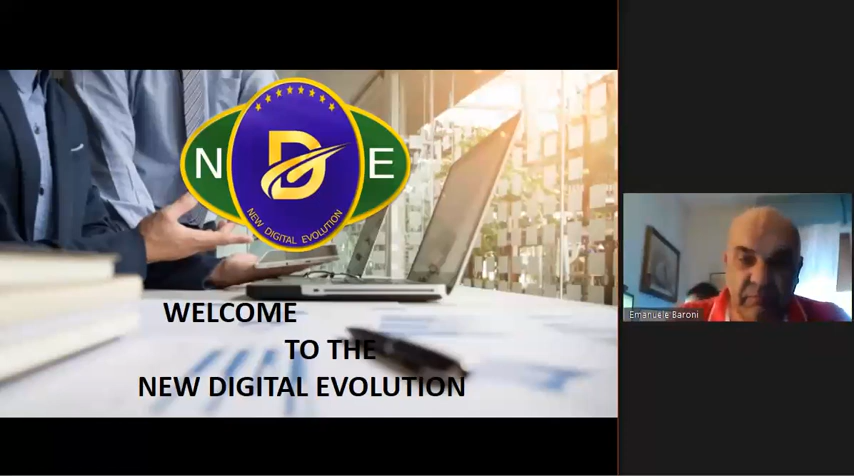 N
D
E
NEW DIGITAL EVOLUTION
WELCOME
TO THE
NEW DIGITAL EVOLUTION
Emanuele Baroni